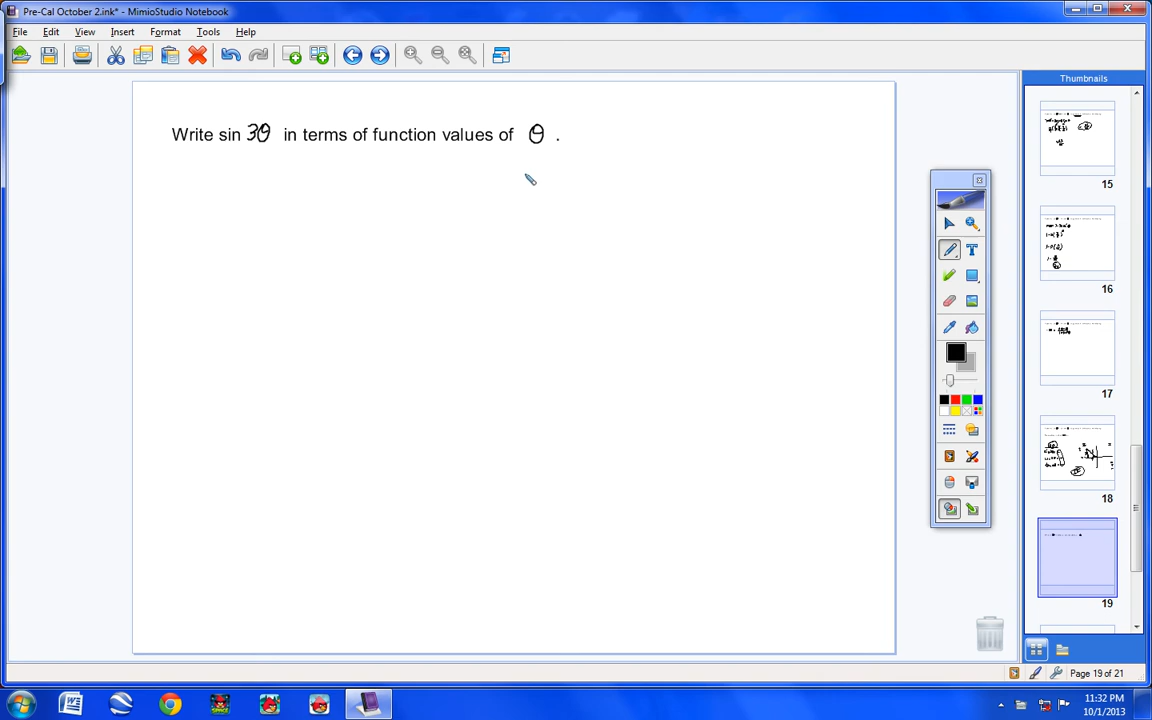 Pre-Cal October 2.ink* - MimioStudio Notebook
File Edit View Insert Format Tools Help
Write sin 3θ in terms of function values of θ .
Thumbnails
15
16
17
18
19
Page 19 of 21
11:32 PM
10/1/2013